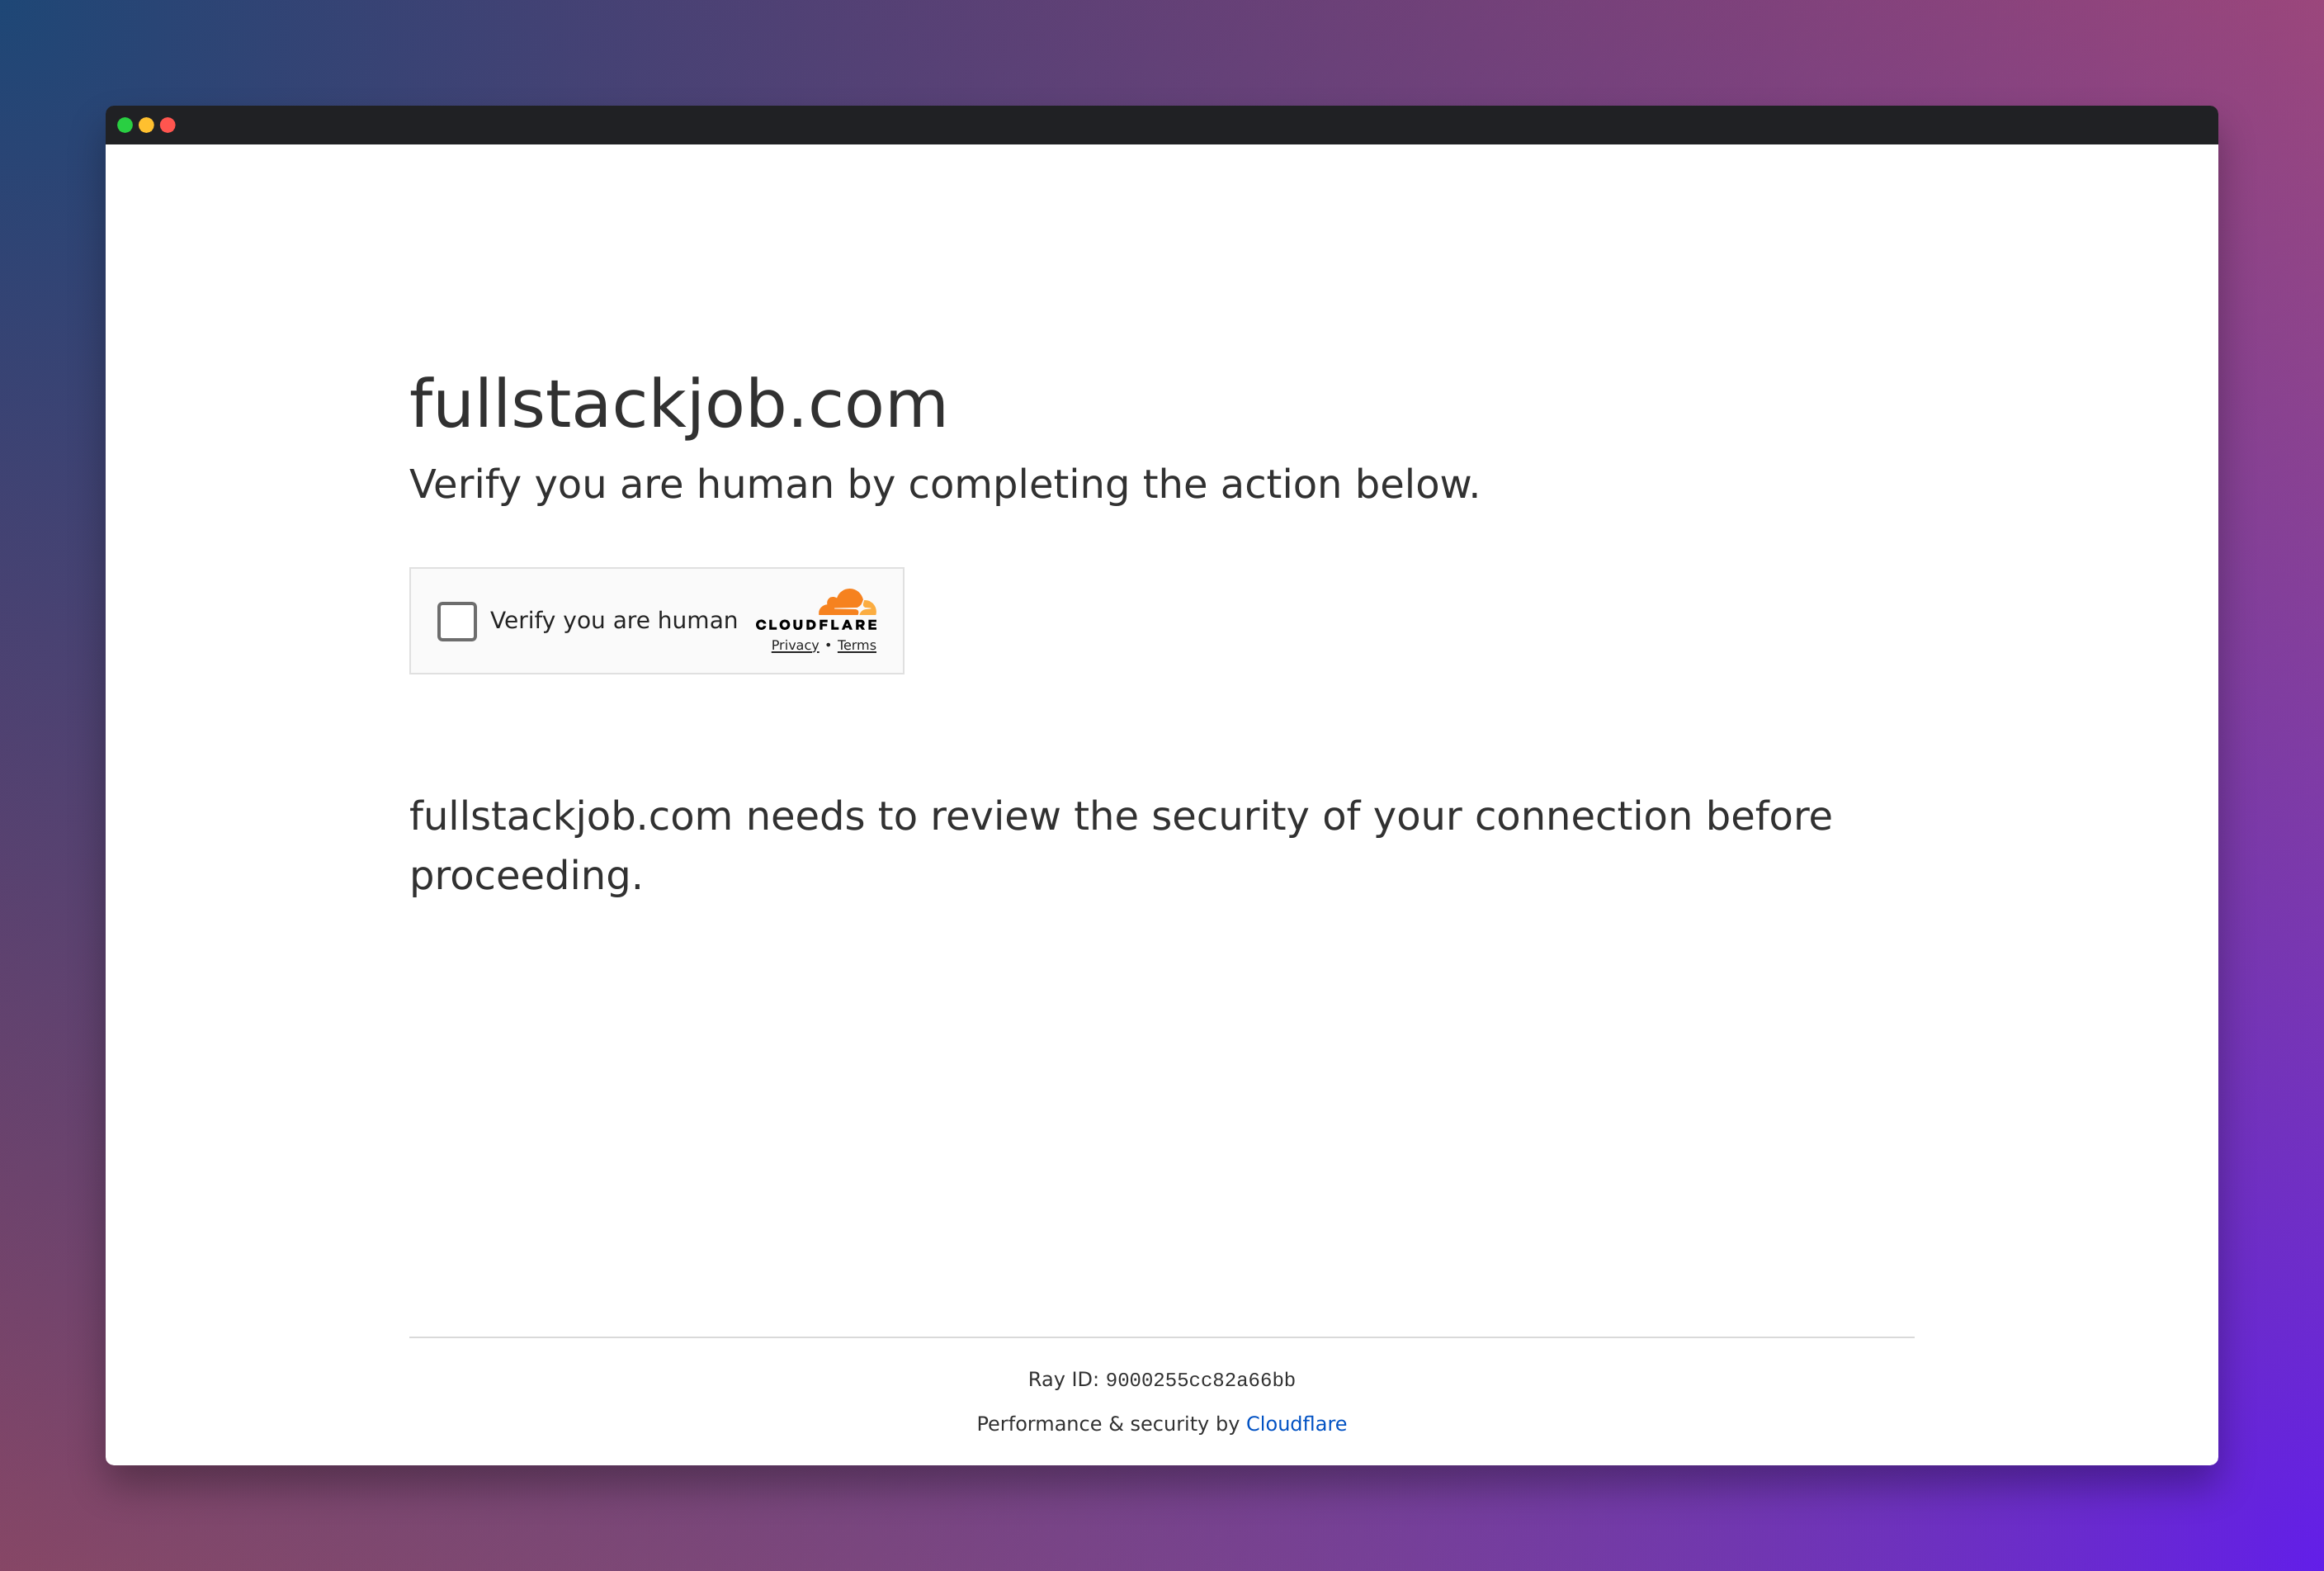 fullstackjob.com
Verify you are human by completing the action below.
Verify you are human
CLOUDFLARE
Privacy • Terms
fullstackjob.com needs to review the security of your connection before
proceeding.
Ray ID: 9000255cc82a66bb
Performance & security by Cloudflare